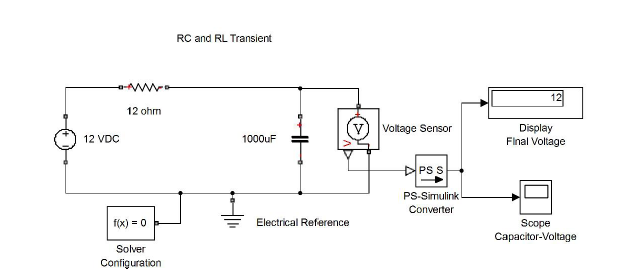 RC and RL Transient
12 ohm
12 VDC
1000uF
V
Voltage Sensor
12
Display
Final Voltage
PS S
PS-Simulink
Converter
f(x) = 0
Solver
Configuration
Electrical Reference
Scope
Capacitor-Voltage